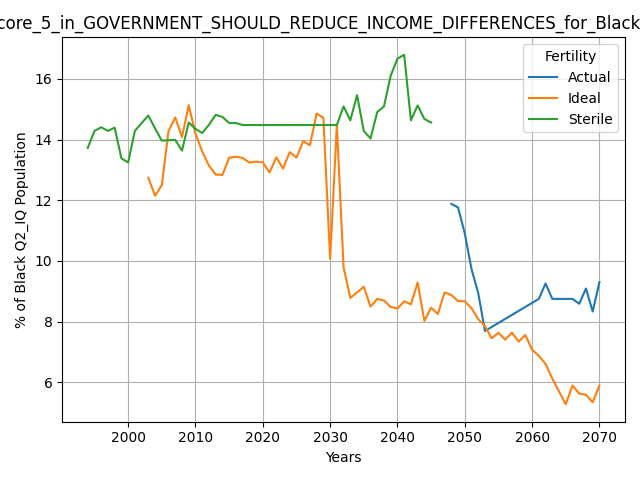 core_5_in_GOVERNMENT_SHOULD_REDUCE_INCOME_DIFFERENCES_for_Black
Fertility
Actual
Ideal
Sterile
% of Black Q2_IQ Population
16
14
12
10
8
6
2000 2010 2020 2030 2040 2050 2060 2070
Years